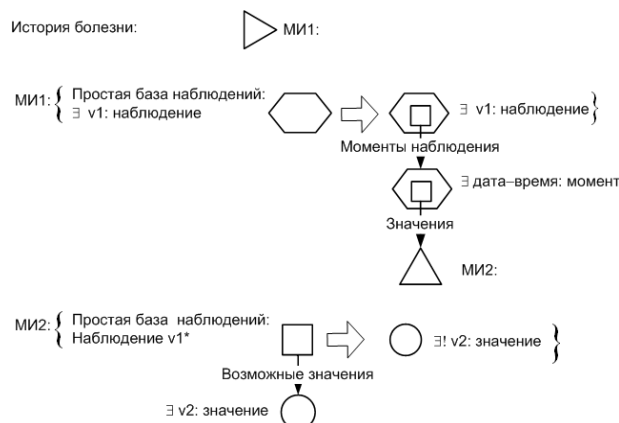 История болезни:
МИ1:
МИ1: { Простая база наблюдений:
∃ v1: наблюдение
∃ v1: наблюдение}
Моменты наблюдения
∃ дата–время: момент
Значения
МИ2:
МИ2: { Простая база наблюдений:
Наблюдение v1*
∃! v2: значение }
Возможные значения
∃ v2: значение